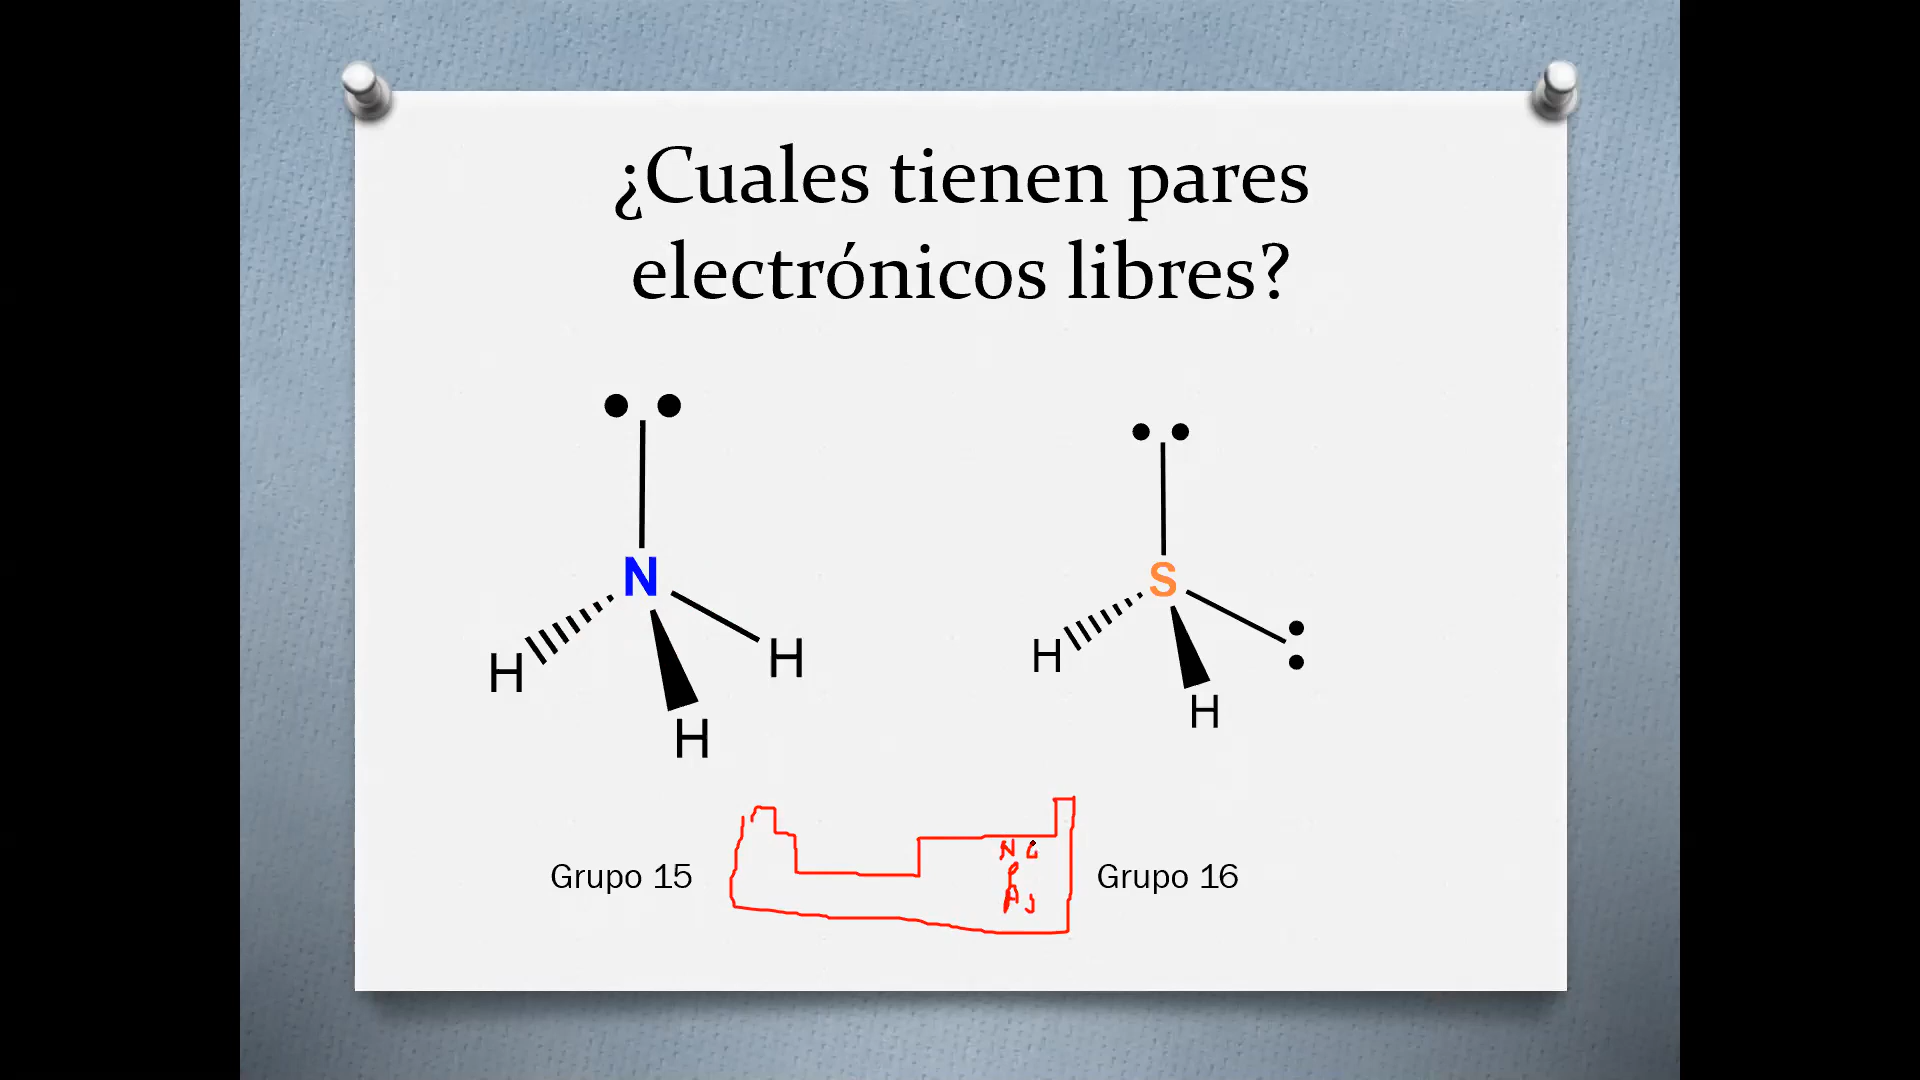 ¿Cuales tienen pares
electrónicos libres?
N
H
H
H
S
H
H
Grupo 15
N
P
Grupo 16